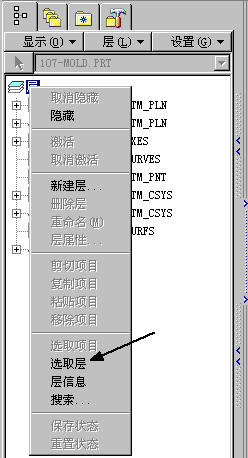 显示(D) 层(L) 设置(G)
107-MOLD.PRT
取消隐藏
隐藏
TM_PLN
TM_PLN
激活
XES
取消激活
URVES
TM_PNT
新建层...
TM_CSYS
删除层
TM_CSYS
重命名(M)
URFS
层属性...
剪切项目
复制项目
粘贴项目
移除项目
选取项目
选取层
层信息
搜索...
保存状态
重置状态